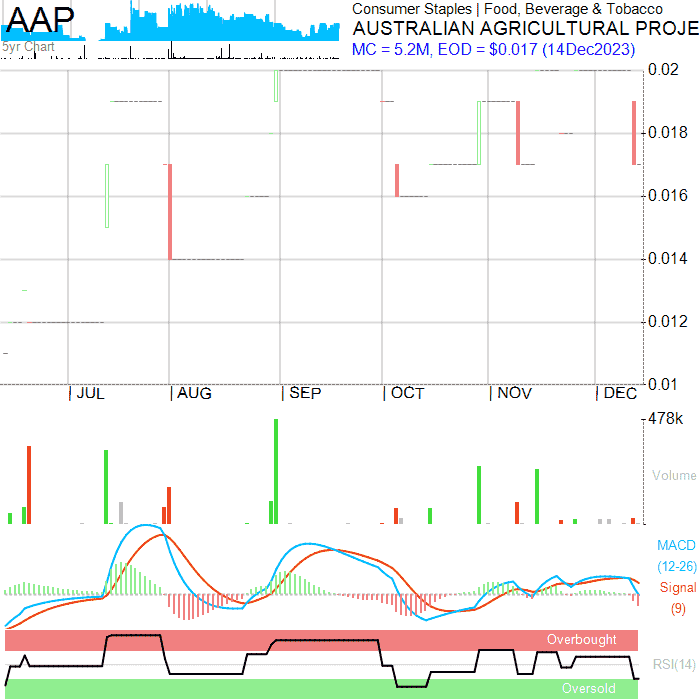 AAP
5yr Chart
Consumer Staples | Food, Beverage & Tobacco
AUSTRALIAN AGRICULTURAL PROJE
MC = 5.2M, EOD = $0.017 (14Dec2023)
0.02
0.018
0.016
0.014
0.012
0.01
JUL AUG SEP OCT NOV DEC
478k
Volume
MACD
(12-26)
Signal
(9)
Overbought
RSI(14)
Oversold